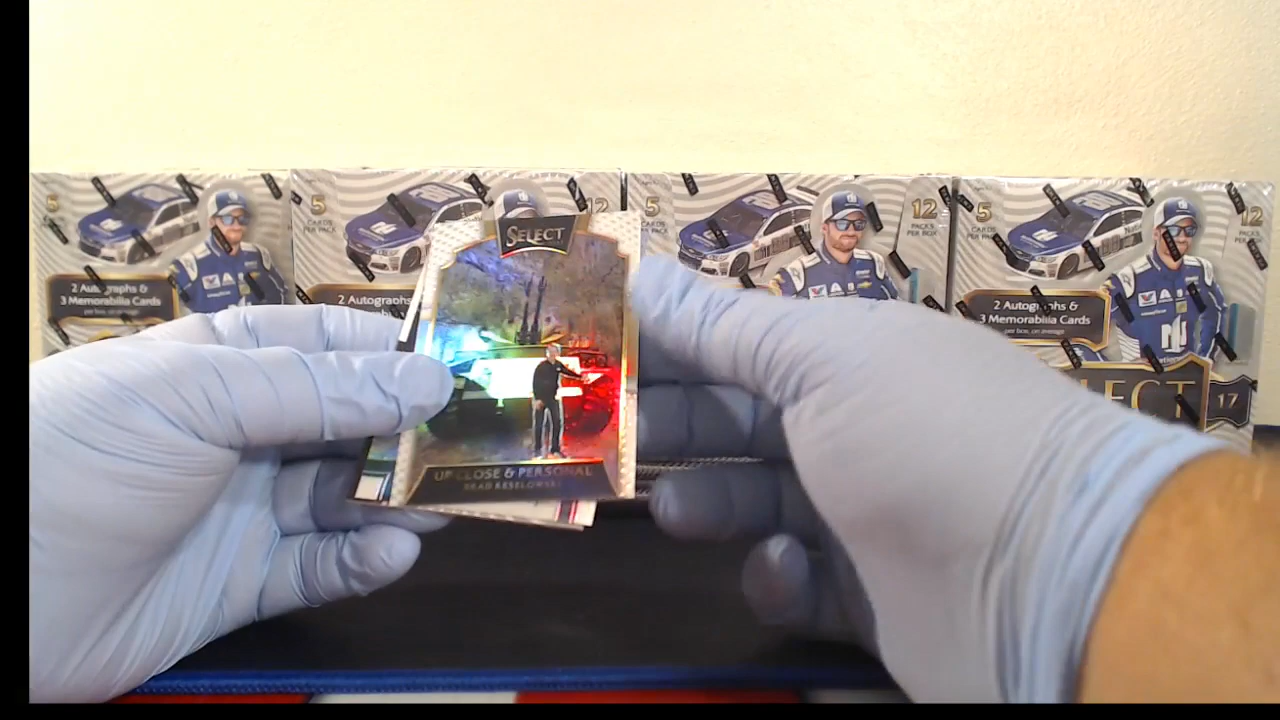 5
5
CARDS
PER PACK
12
5
12
PACKS
PER BOX
5
CARDS
PER PACK
12
PACKS
PER BOX
SELECT
2 Autographs &
3 Memorabilia Cards
per box, on average
2 Autographs
2 Autographs &
3 Memorabilia Cards
per box, on average
UP CLOSE & PERSONAL
BRAD KESELOWSKI
17